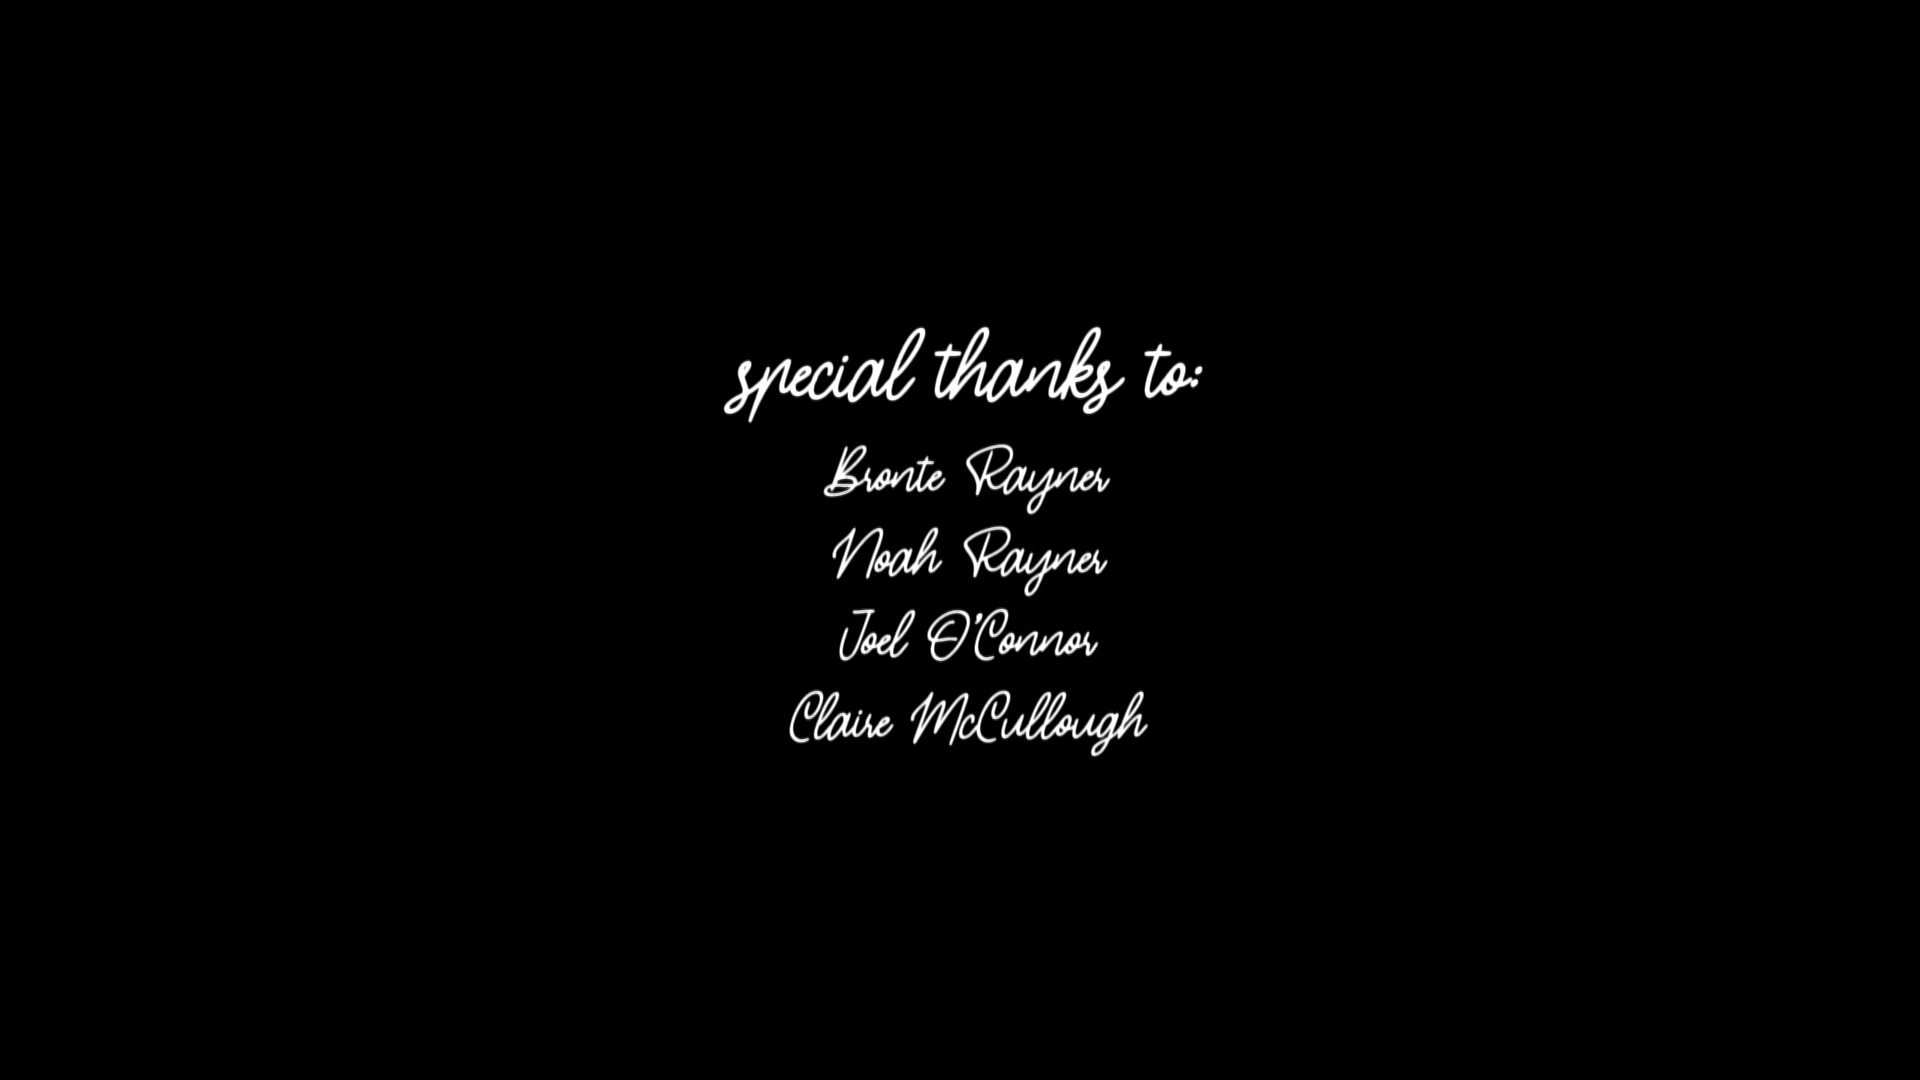 special thanks to:
Bronte Rayner
Noah Rayner
Joel O'Connor
Claire McCullough